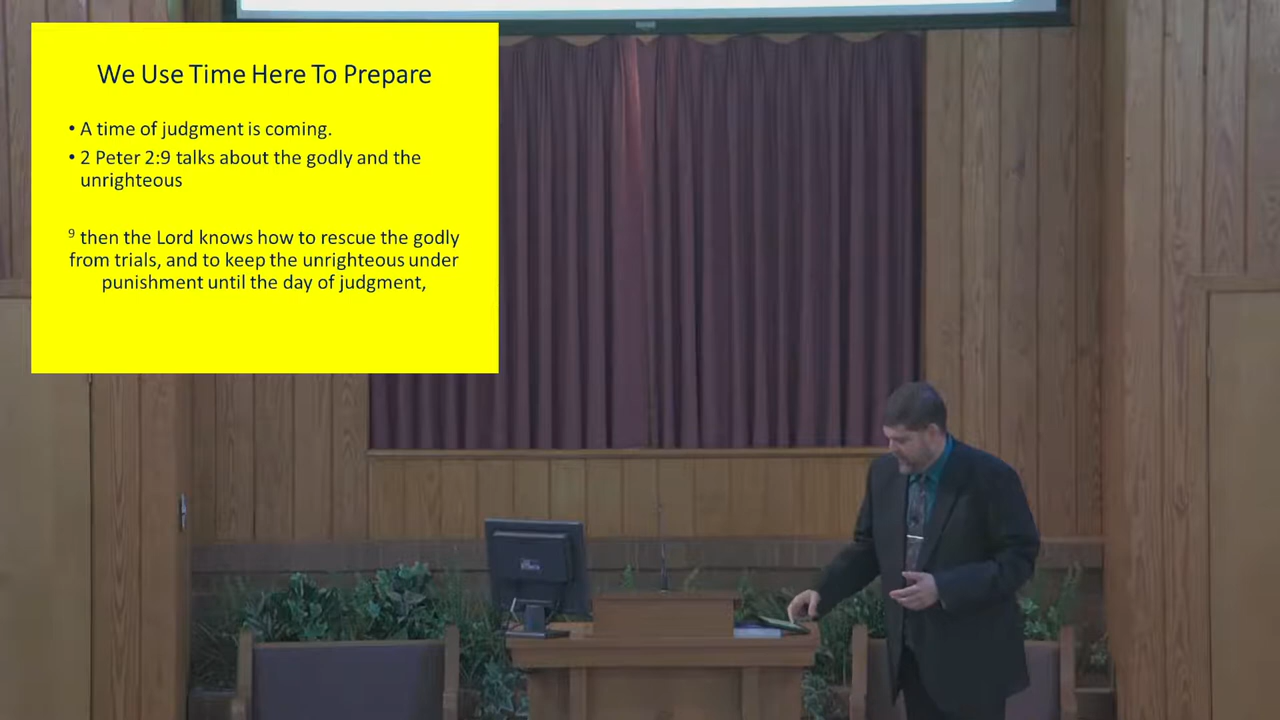 We Use Time Here To Prepare
• A time of judgment is coming.
• 2 Peter 2:9 talks about the godly and the
unrighteous
⁹ then the Lord knows how to rescue the godly
from trials, and to keep the unrighteous under
punishment until the day of judgment,